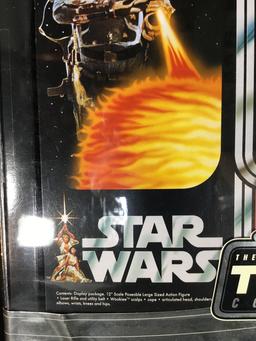 STAR
WARS
THE
T
C
Contents: Display package. 12" Scale Poseable Large Sized Action Figure
• Laser Rifle and utility belt • Wookiee" scalps • cape • articulated head, shoulders
elbows, wrists, knees and hips.